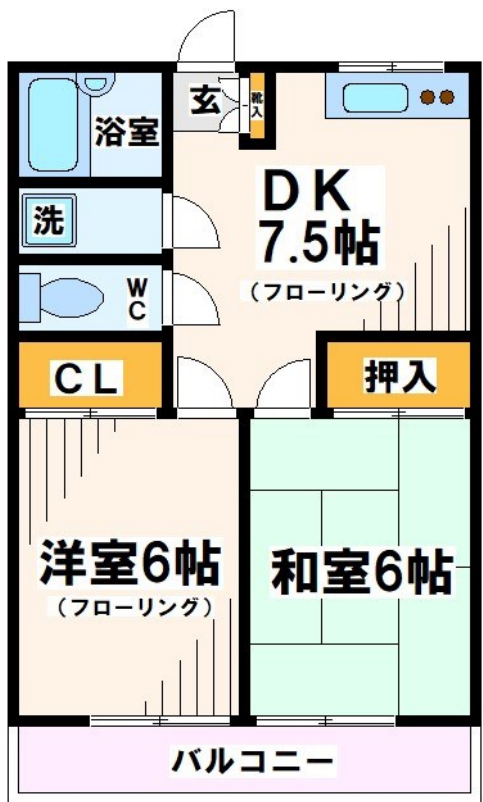 玄
靴入
浴室
DK
7.5帖
(フローリング)
洗
WC
CL
押入
洋室6帖
(フローリング)
和室6帖
バルコニー